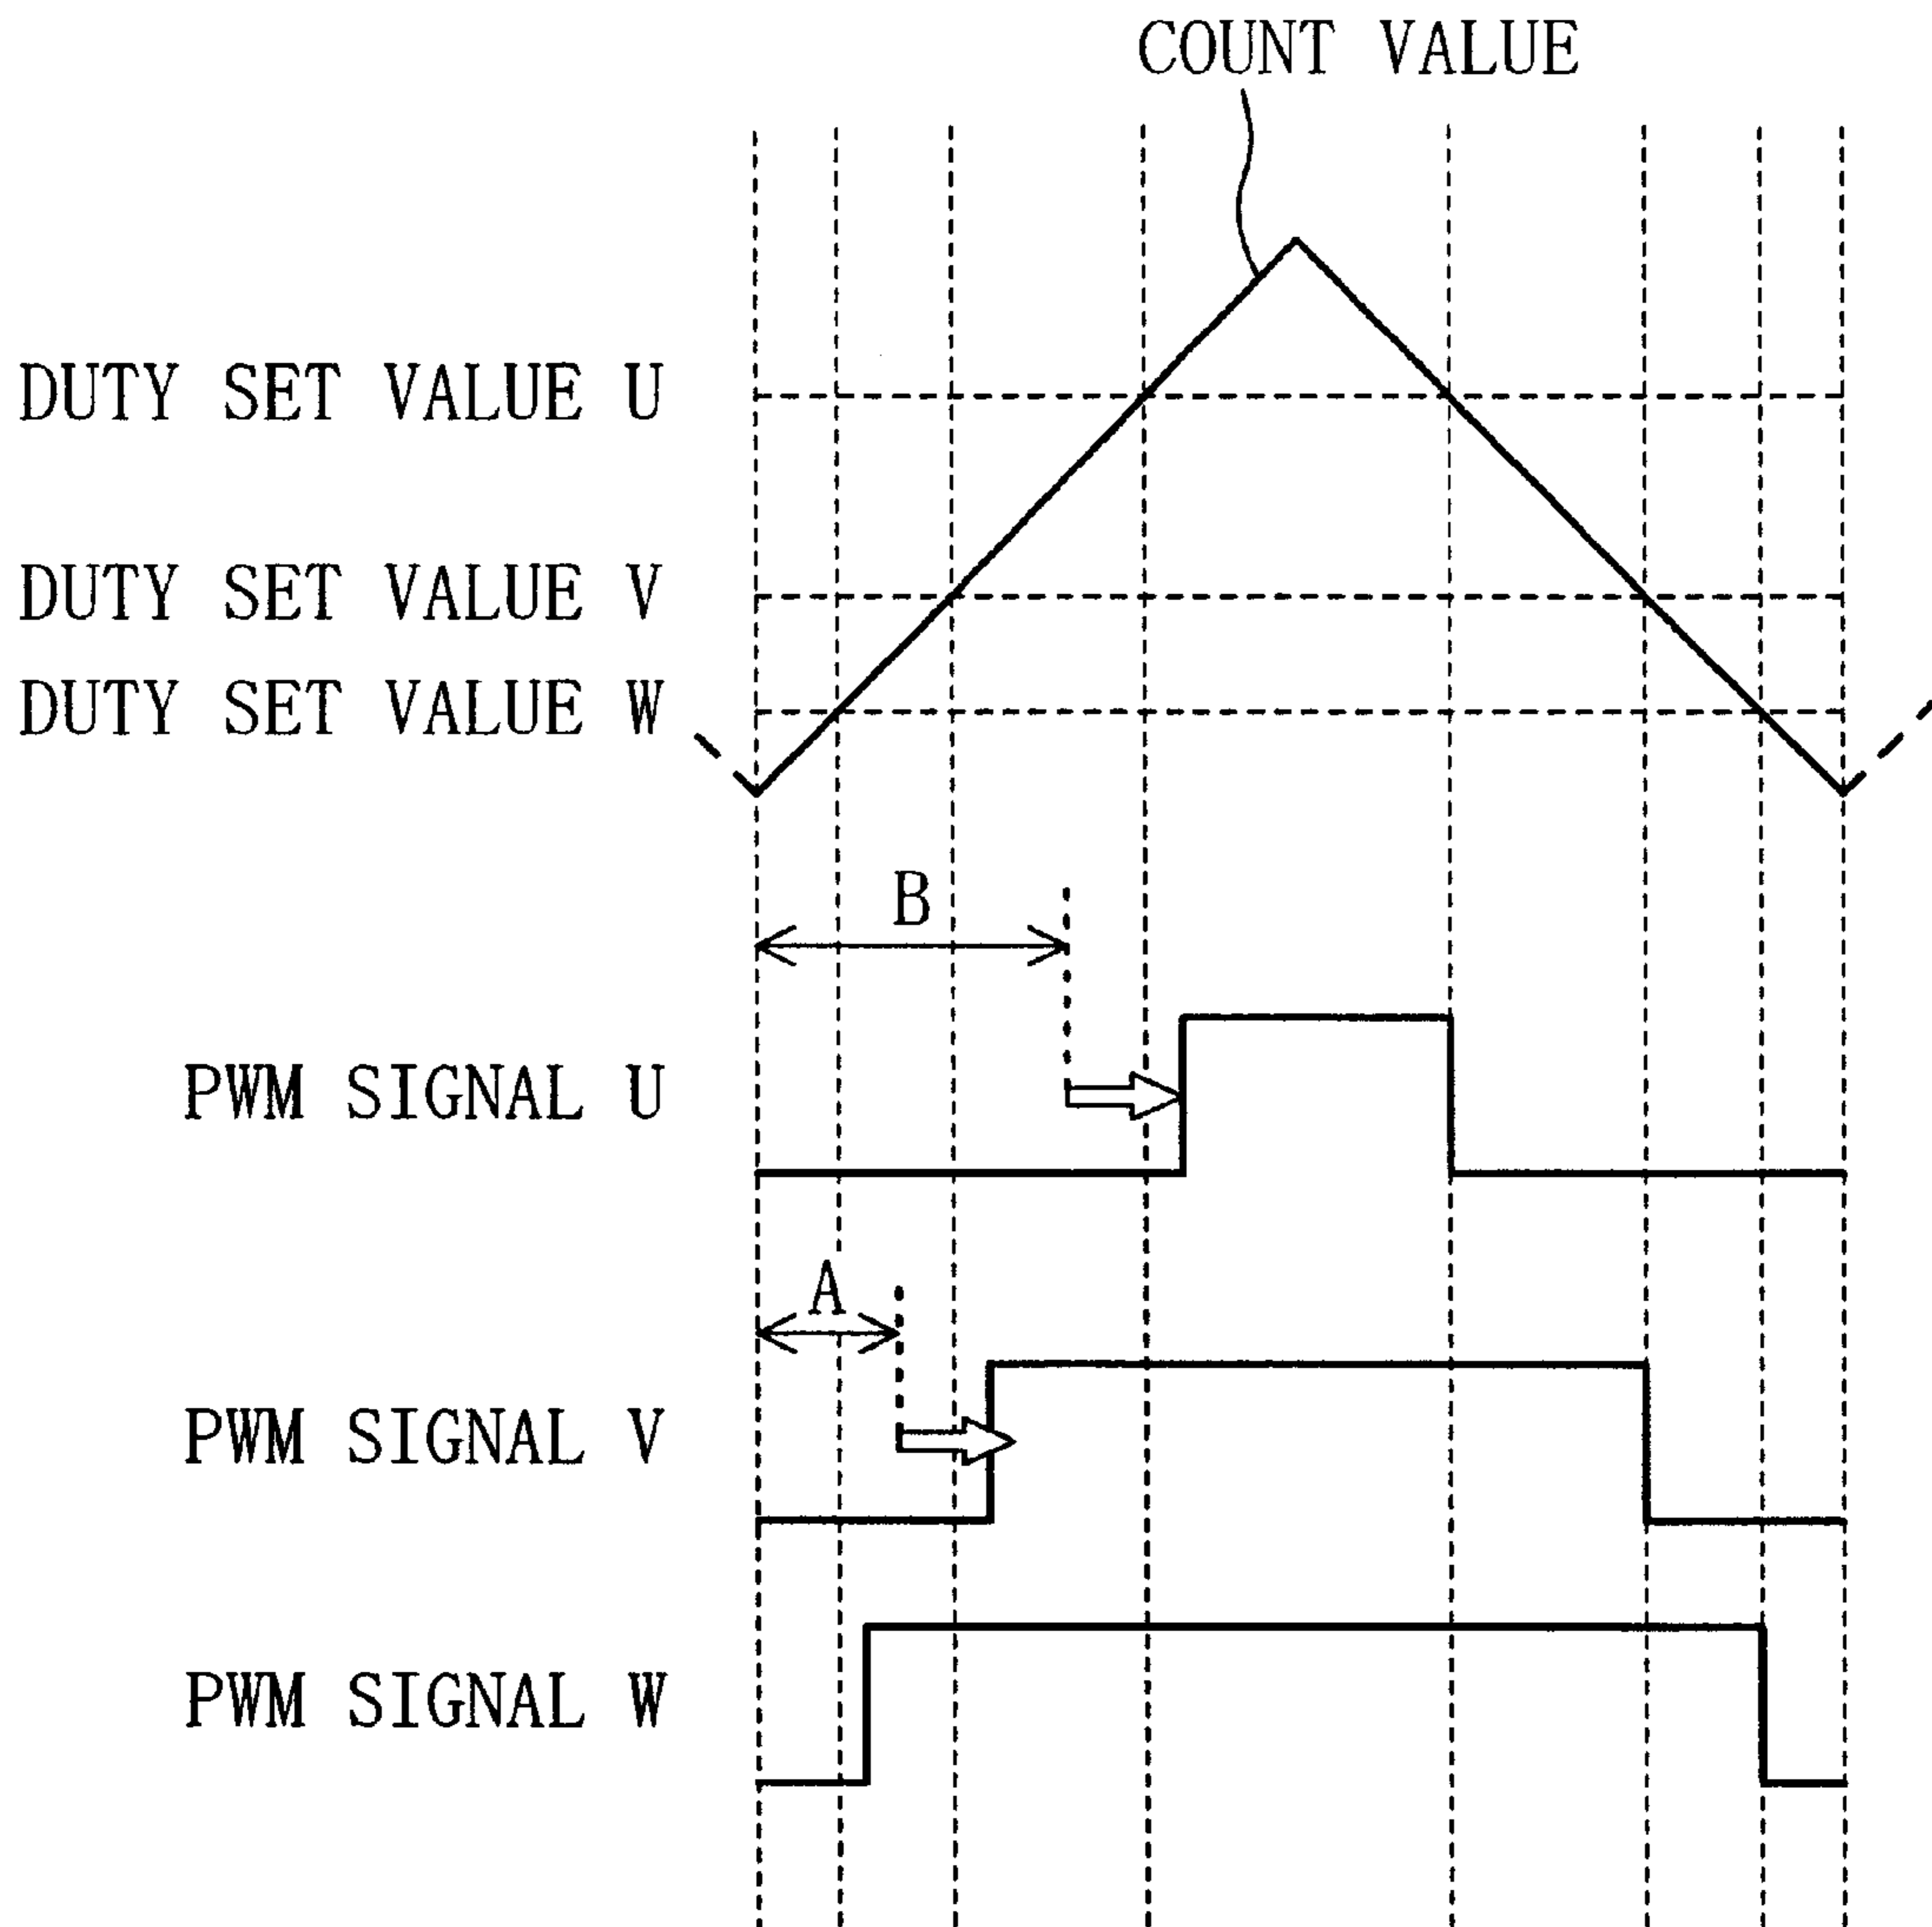 COUNT VALUE
DUTY SET VALUE U
DUTY SET VALUE V
DUTY SET VALUE W
B
PWM SIGNAL U
A
PWM SIGNAL V
PWM SIGNAL W